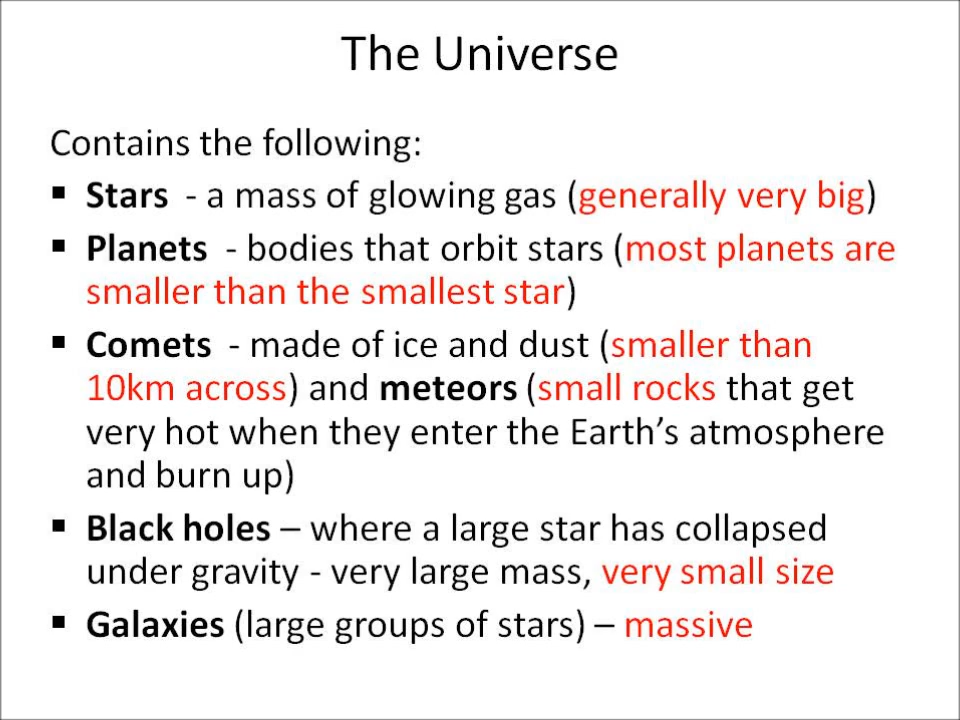 The Universe
Contains the following:
▪ Stars - a mass of glowing gas (generally very big)
▪ Planets - bodies that orbit stars (most planets are
smaller than the smallest star)
▪ Comets - made of ice and dust (smaller than
10km across) and meteors (small rocks that get
very hot when they enter the Earth’s atmosphere
and burn up)
▪ Black holes – where a large star has collapsed
under gravity - very large mass, very small size
▪ Galaxies (large groups of stars) – massive